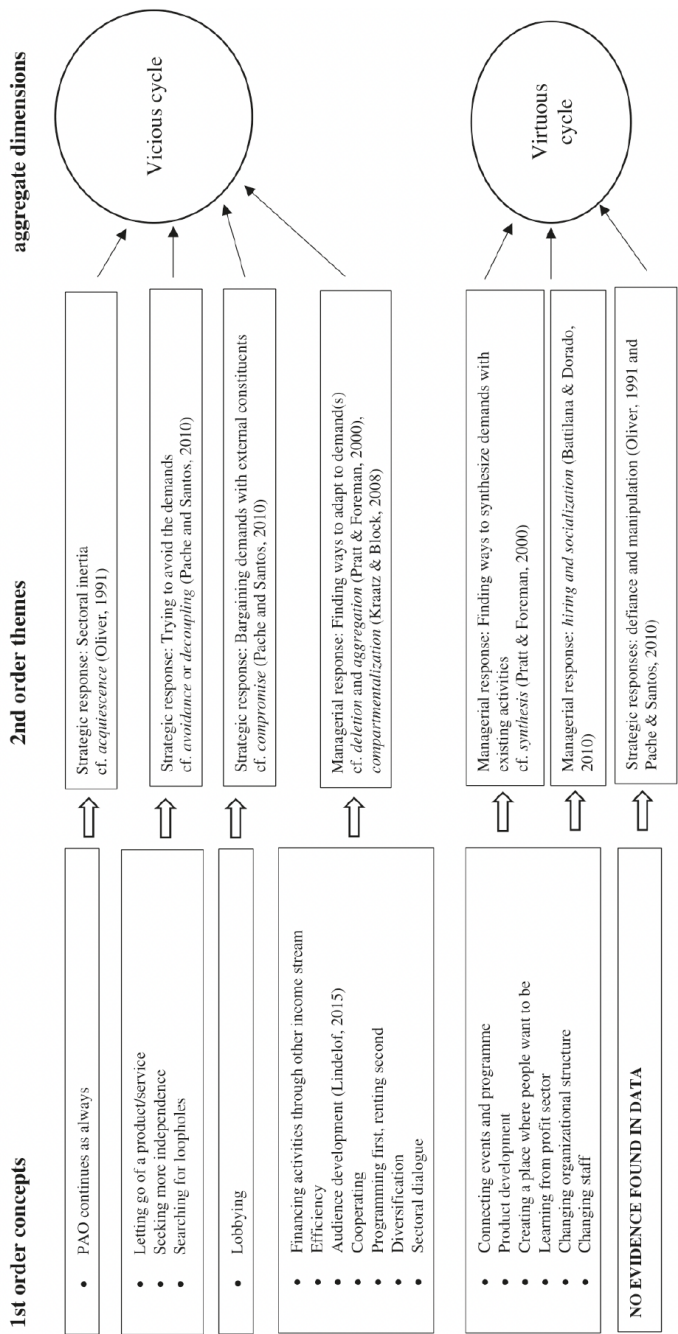 1st order concepts
2nd order themes
aggregate dimensions
• PAO continues as always
Strategic response: Sectoral inertia
cf. acquiescence (Oliver, 1991)
• Letting go of a product/service
• Seeking more independence
• Searching for loopholes
Strategic response: Trying to avoid the demands
cf. avoidance or decoupling (Pache and Santos, 2010)
• Lobbying
Strategic response: Bargaining demands with external constituents
cf. compromise (Pache and Santos, 2010)
• Financing activities through other income stream
• Efficiency
• Audience development (Lindelof, 2015)
• Cooperating
• Programming first, renting second
• Diversification
• Sectoral dialogue
Managerial response: Finding ways to adapt to demand(s)
cf. deletion and aggregation (Pratt & Foreman, 2000),
compartmentalization (Kraatz & Block, 2008)
Vicious cycle
• Connecting events and programme
• Product development
• Creating a place where people want to be
• Learning from profit sector
• Changing organizational structure
• Changing staff
Managerial response: Finding ways to synthesize demands with
existing activities
cf. synthesis (Pratt & Foreman, 2000)
Managerial response: hiring and socialization (Battilana & Dorado,
2010)
NO EVIDENCE FOUND IN DATA
Strategic responses: defiance and manipulation (Oliver, 1991 and
Pache & Santos, 2010)
Virtuous
cycle